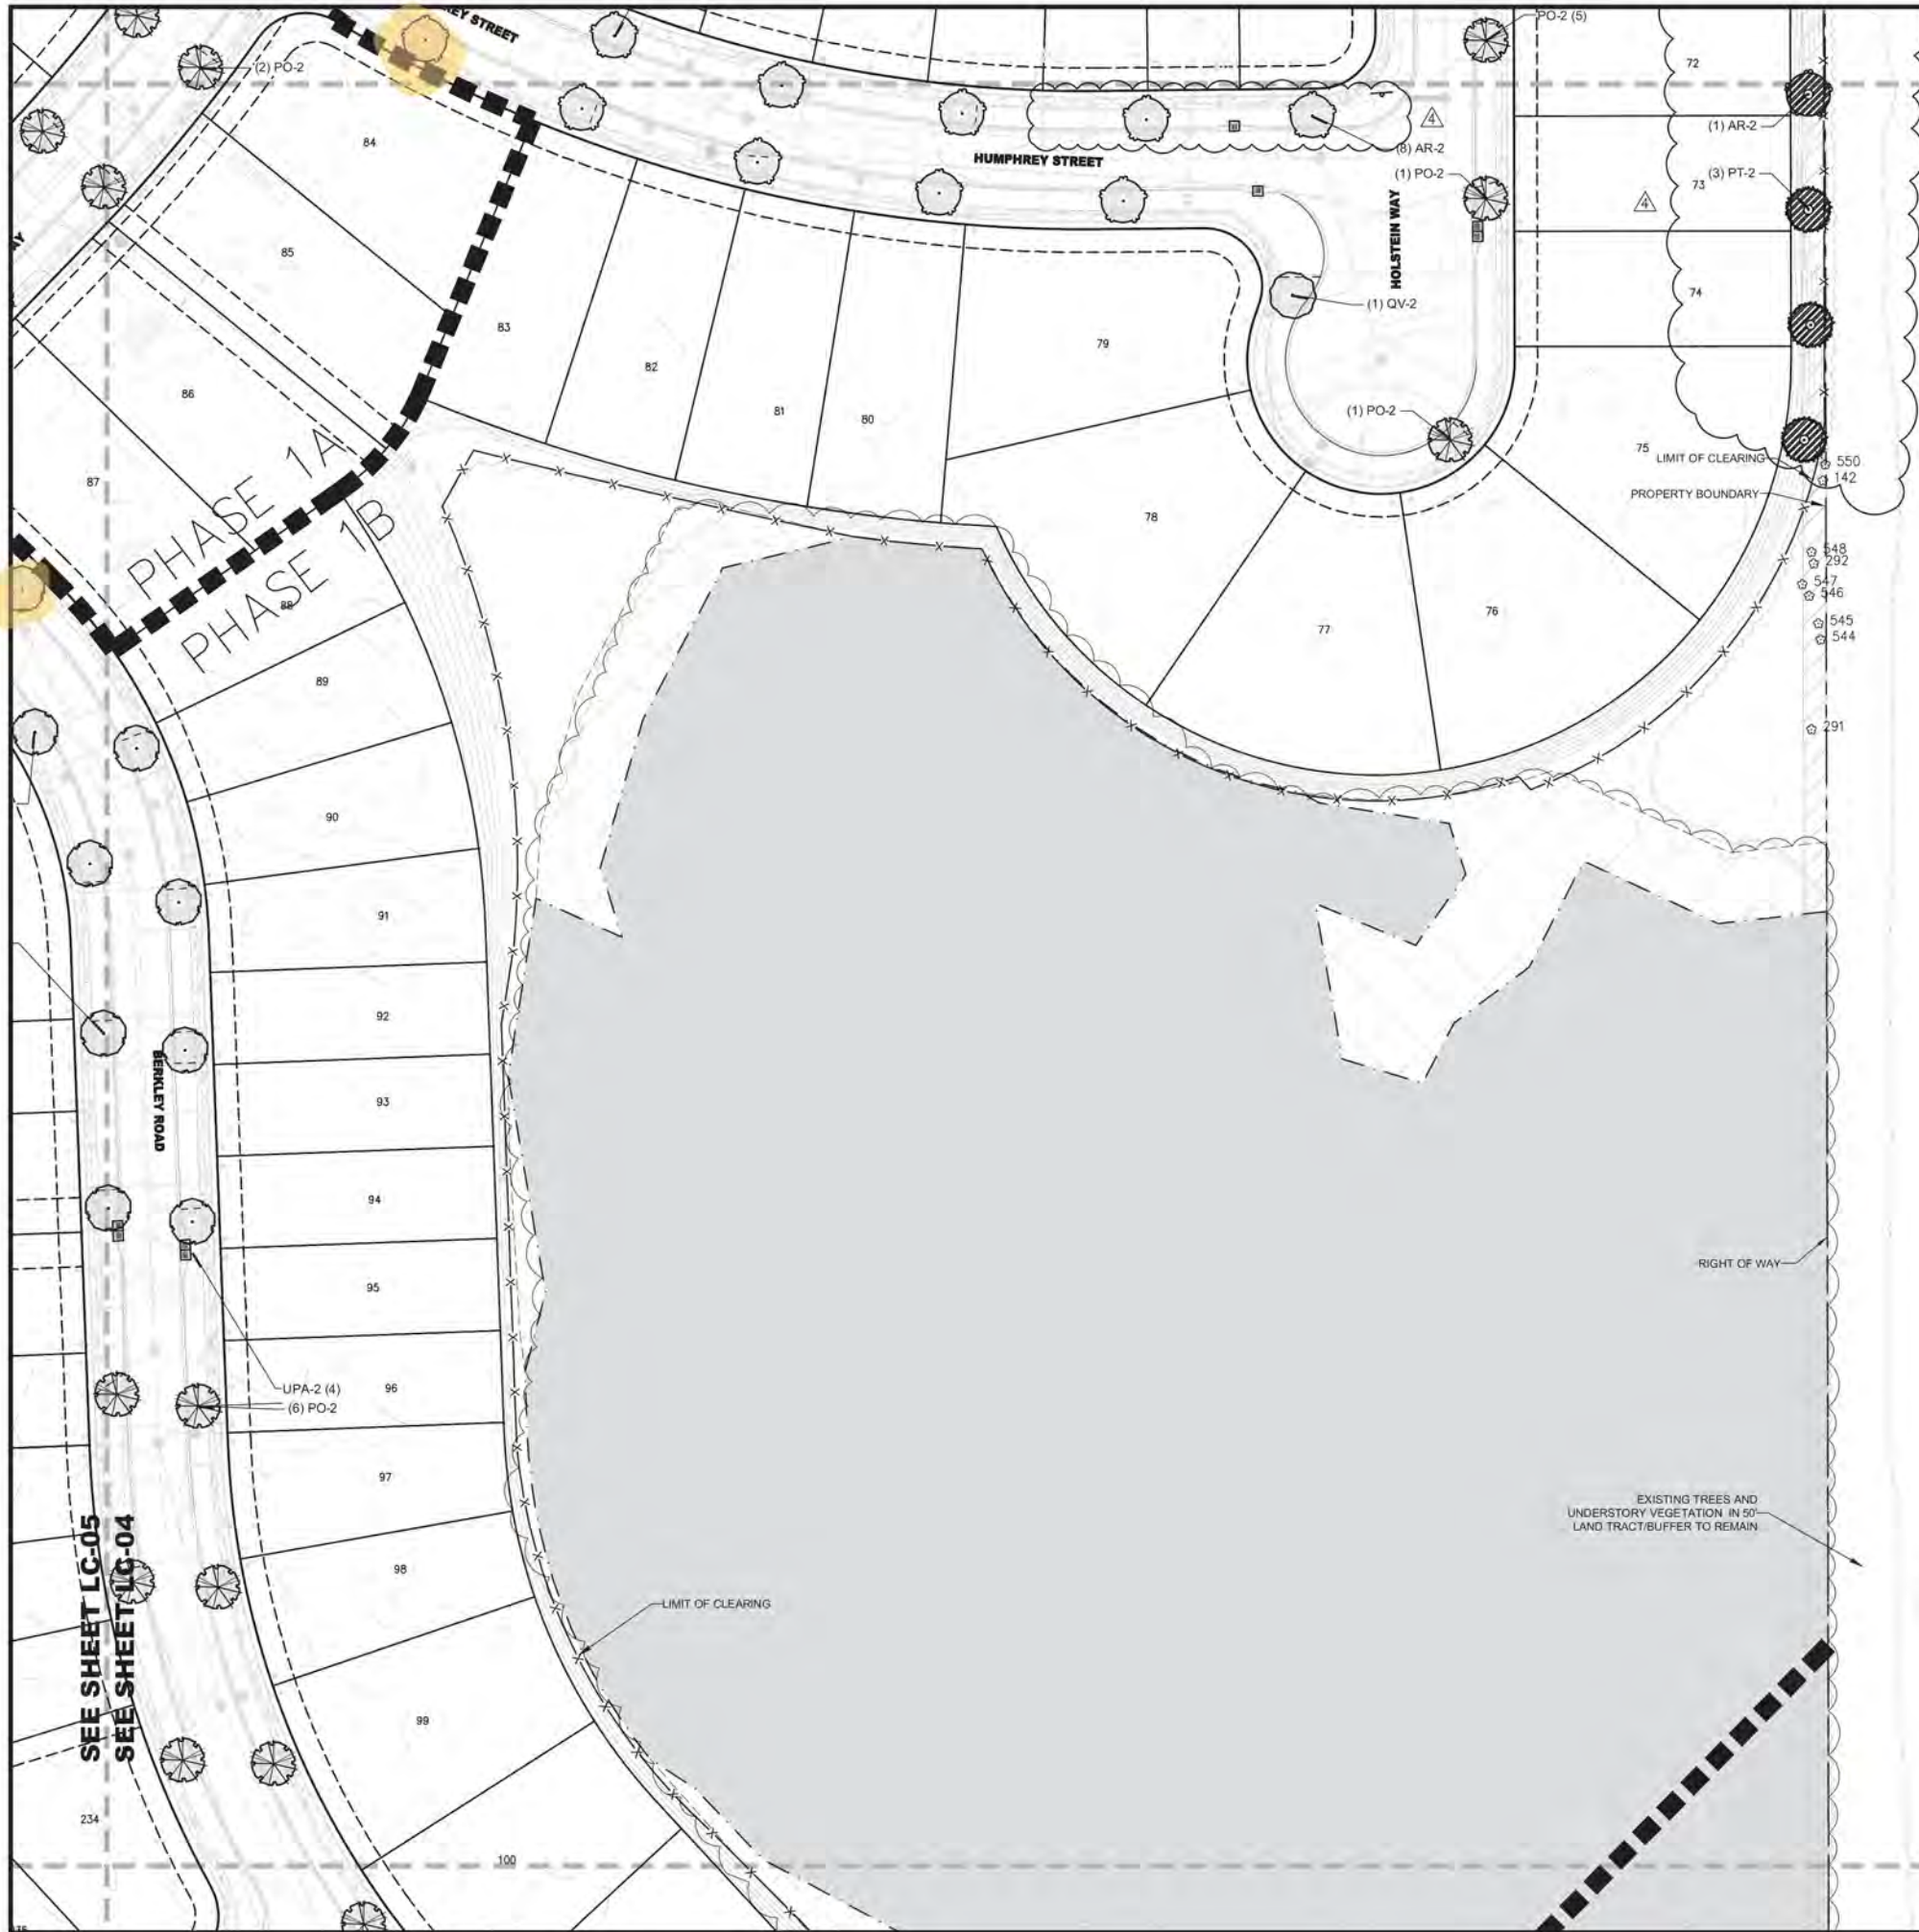 REY STREET
PO-2 (5)
(2) PO-2
72
84
4
(1) AR-2
(8) AR-2
HUMPHREY STREET
(1) PO-2
(3) PT-2
73
4
HOLSTEIN WAY
85
74
(1) QV-2
83
79
82
86
81
80
(1) PO-2
75
LIMIT OF CLEARING
550
142
87
PROPERTY BOUNDARY
78
PHASE 1A
PHASE 1B
548
292
547
546
88
76
77
545
544
89
291
90
91
92
BERKLEY ROAD
93
94
RIGHT OF WAY
95
UPA-2 (4)
96
(6) PO-2
97
EXISTING TREES AND
UNDERSTORY VEGETATION IN 50'
LAND TRACT/BUFFER TO REMAIN
98
SEE SHEET LC-05
SEE SHEET LC-04
LIMIT OF CLEARING
99
234
100